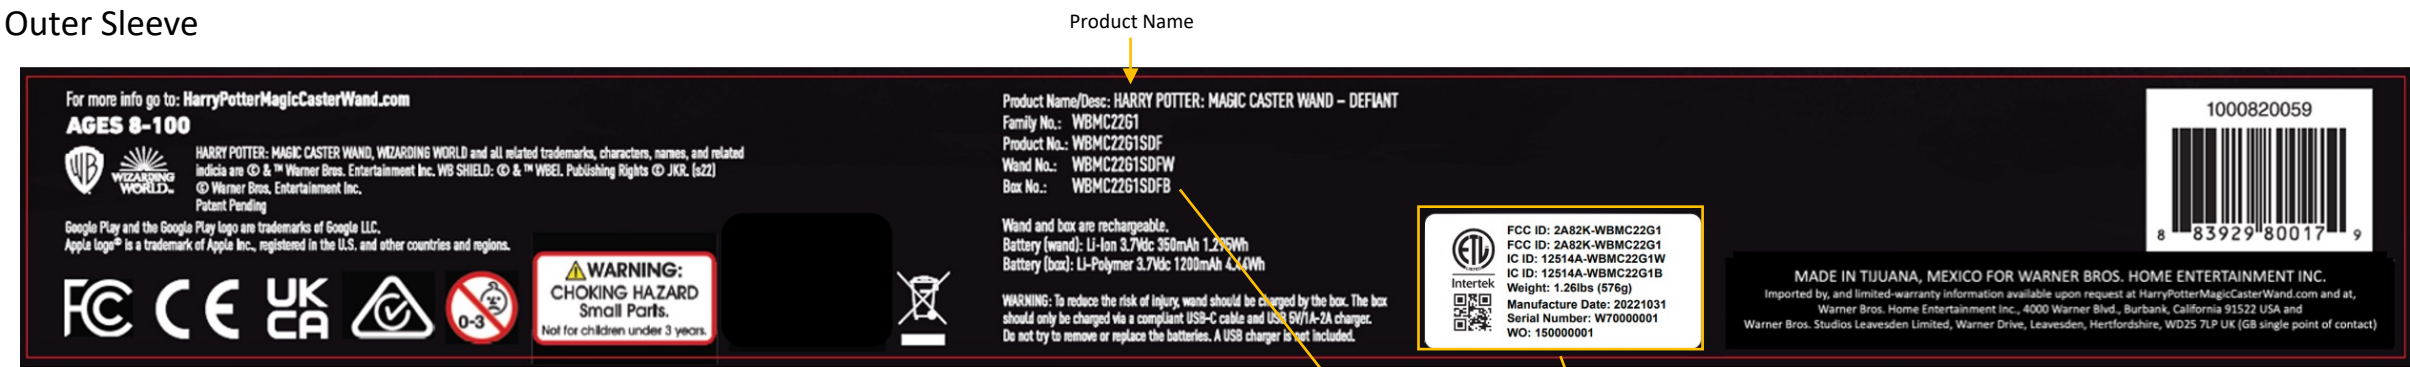 Outer Sleeve
Product Name
For more info go to: HarryPotterMagicCasterWand.com
AGES 8-100
WB
WIZARDING
WORLD™
HARRY POTTER: MAGIC CASTER WAND, WIZARDING WORLD and all related trademarks, characters, names, and related
indicia are © & ™ Warner Bros. Entertainment Inc. WB SHIELD: © & ™ WBEI. Publishing Rights © JKR. (s22)
© Warner Bros. Entertainment Inc.
Patent Pending
Google Play and the Google Play logo are trademarks of Google LLC.
Apple logo® is a trademark of Apple Inc., registered in the U.S. and other countries and regions.
FC CE UK
CA
0-3
WARNING:
CHOKING HAZARD
Small Parts.
Not for children under 3 years.
Product Name/Desc: HARRY POTTER: MAGIC CASTER WAND – DEFIANT
Family No.: WBMC22G1
Product No.: WBMC22G1SDF
Wand No.: WBMC22G1SDFW
Box No.: WBMC22G1SDFB
Wand and box are rechargeable.
Battery (wand): Li-Ion 3.7Vdc 350mAh 1.295Wh
Battery (box): Li-Polymer 3.7Vdc 1200mAh 4.44Wh
WARNING: To reduce the risk of injury, wand should be charged by the box. The box
should only be charged via a compliant USB-C cable and USB 5V/1A-2A charger.
Do not try to remove or replace the batteries. A USB charger is not included.
ETL
Intertek
FCC ID: 2A82K-WBMC22G1
FCC ID: 2A82K-WBMC22G1
IC ID: 12514A-WBMC22G1W
IC ID: 12514A-WBMC22G1B
Weight: 1.26lbs (576g)
Manufacture Date: 20221031
Serial Number: W70000001
WO: 150000001
1000820059
8 83929 80017 9
MADE IN TIJUANA, MEXICO FOR WARNER BROS. HOME ENTERTAINMENT INC.
Imported by, and limited-warranty information available upon request at HarryPotterMagicCasterWand.com and at,
Warner Bros. Home Entertainment Inc., 4000 Warner Blvd., Burbank, California 91522 USA and
Warner Bros. Studios Leavesden Limited, Warner Drive, Leavesden, Hertfordshire, WD25 7LP UK (GB single point of contact)